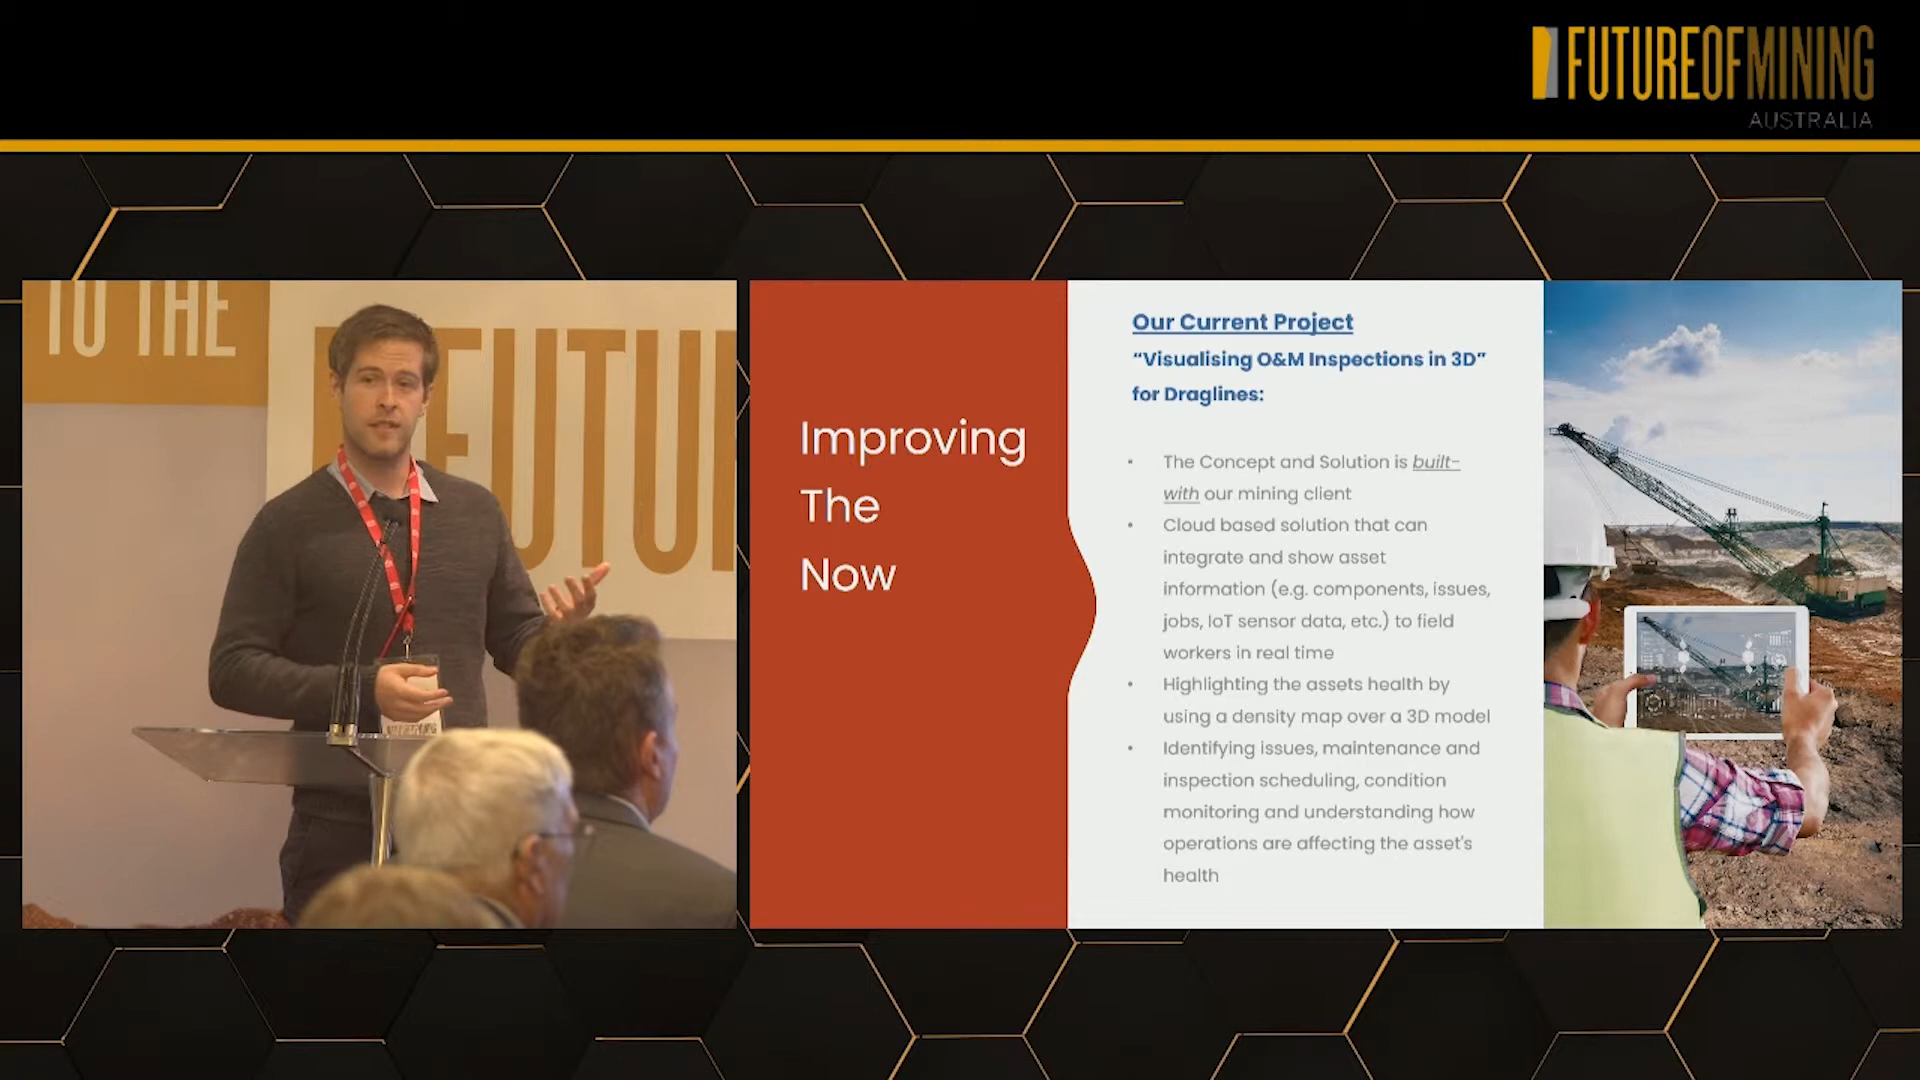 FUTUREOFMINING
AUSTRALIA
TO THE
FUTU
Improving
The
Now
Our Current Project
“Visualising O&M Inspections in 3D”
for Draglines:
• The Concept and Solution is built-
with our mining client
• Cloud based solution that can
integrate and show asset
information (e.g. components, issues,
jobs, IoT sensor data, etc.) to field
workers in real time
• Highlighting the assets health by
using a density map over a 3D model
• Identifying issues, maintenance and
inspection scheduling, condition
monitoring and understanding how
operations are affecting the asset's
health